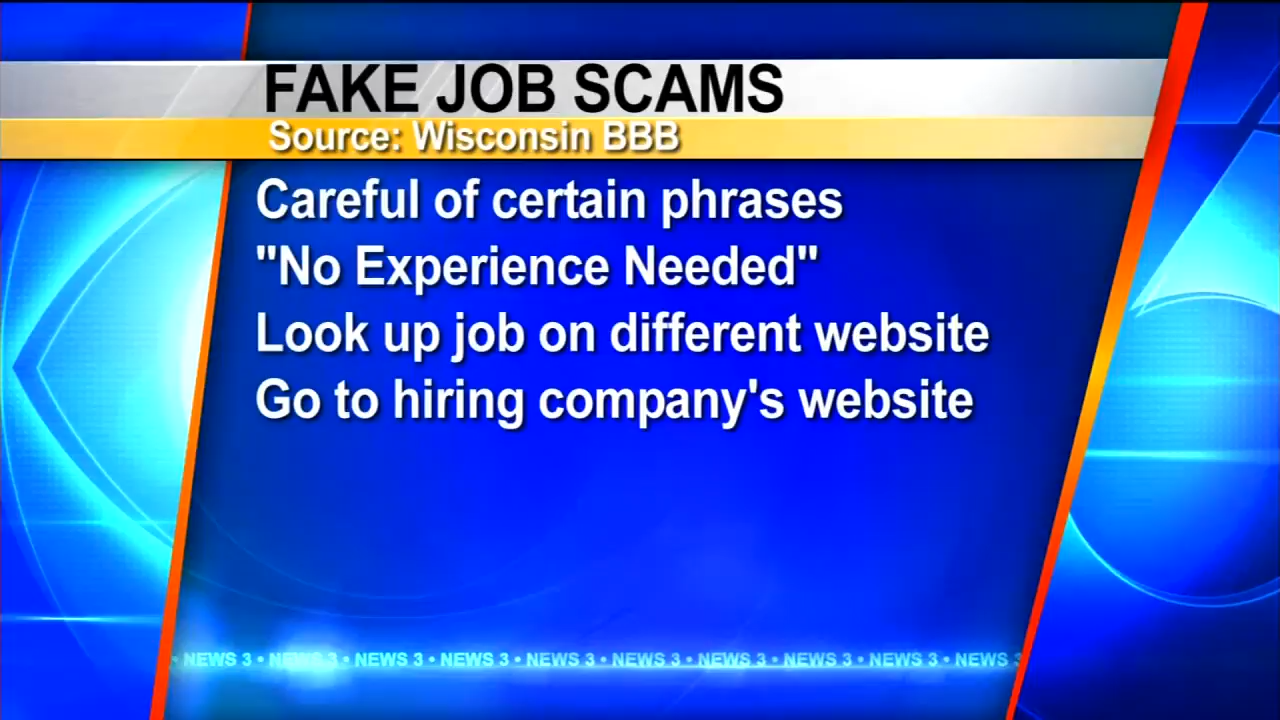 FAKE JOB SCAMS
Source: Wisconsin BBB
Careful of certain phrases
"No Experience Needed"
Look up job on different website
Go to hiring company's website
• NEWS 3 • NEWS 3 • NEWS 3 • NEWS 3 • NEWS 3 • NEWS 3 • NEWS 3 • NEWS 3 • NEWS 3 • NEWS 3